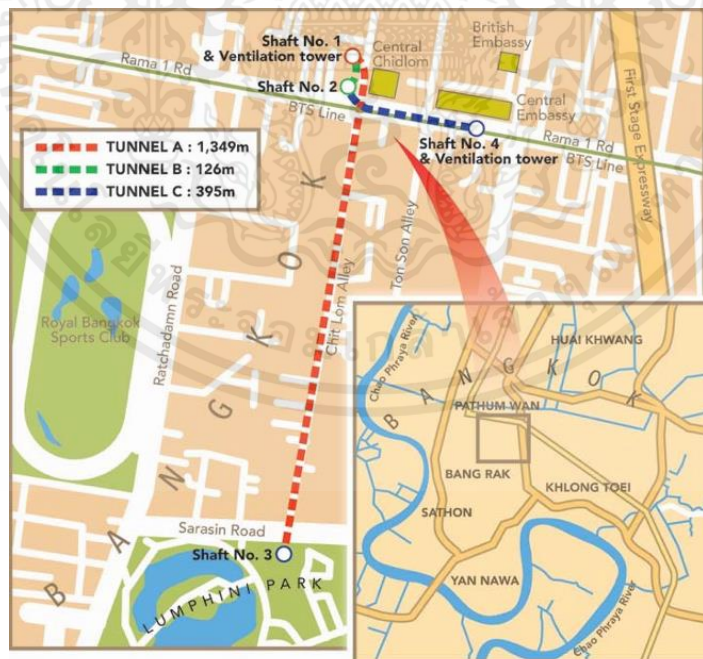 Shaft No. 1
& Ventilation tower
Central
Chidlom
British
Embassy
Rama 1 Rd
Shaft No. 2
BTS Line
Central
Embassy
First Stage Expressway
Shaft No. 4
& Ventilation tower
Rama 1 Rd
BTS Line
TUNNEL A : 1,349m
TUNNEL B : 126m
TUNNEL C : 395m
Royal Bangkok
Sports Club
Ratchadamn Road
Chit Lom Alley
Ton Son Alley
BANGKOK
Sarasin Road
Shaft No. 3
LUMPHINI PARK
Chao Phraya River
HUAI KHWANG
BANGKOK
PATHUM WAN
BANG RAK
KHLONG TOEI
SATHON
YAN NAWA
Chao Phraya River